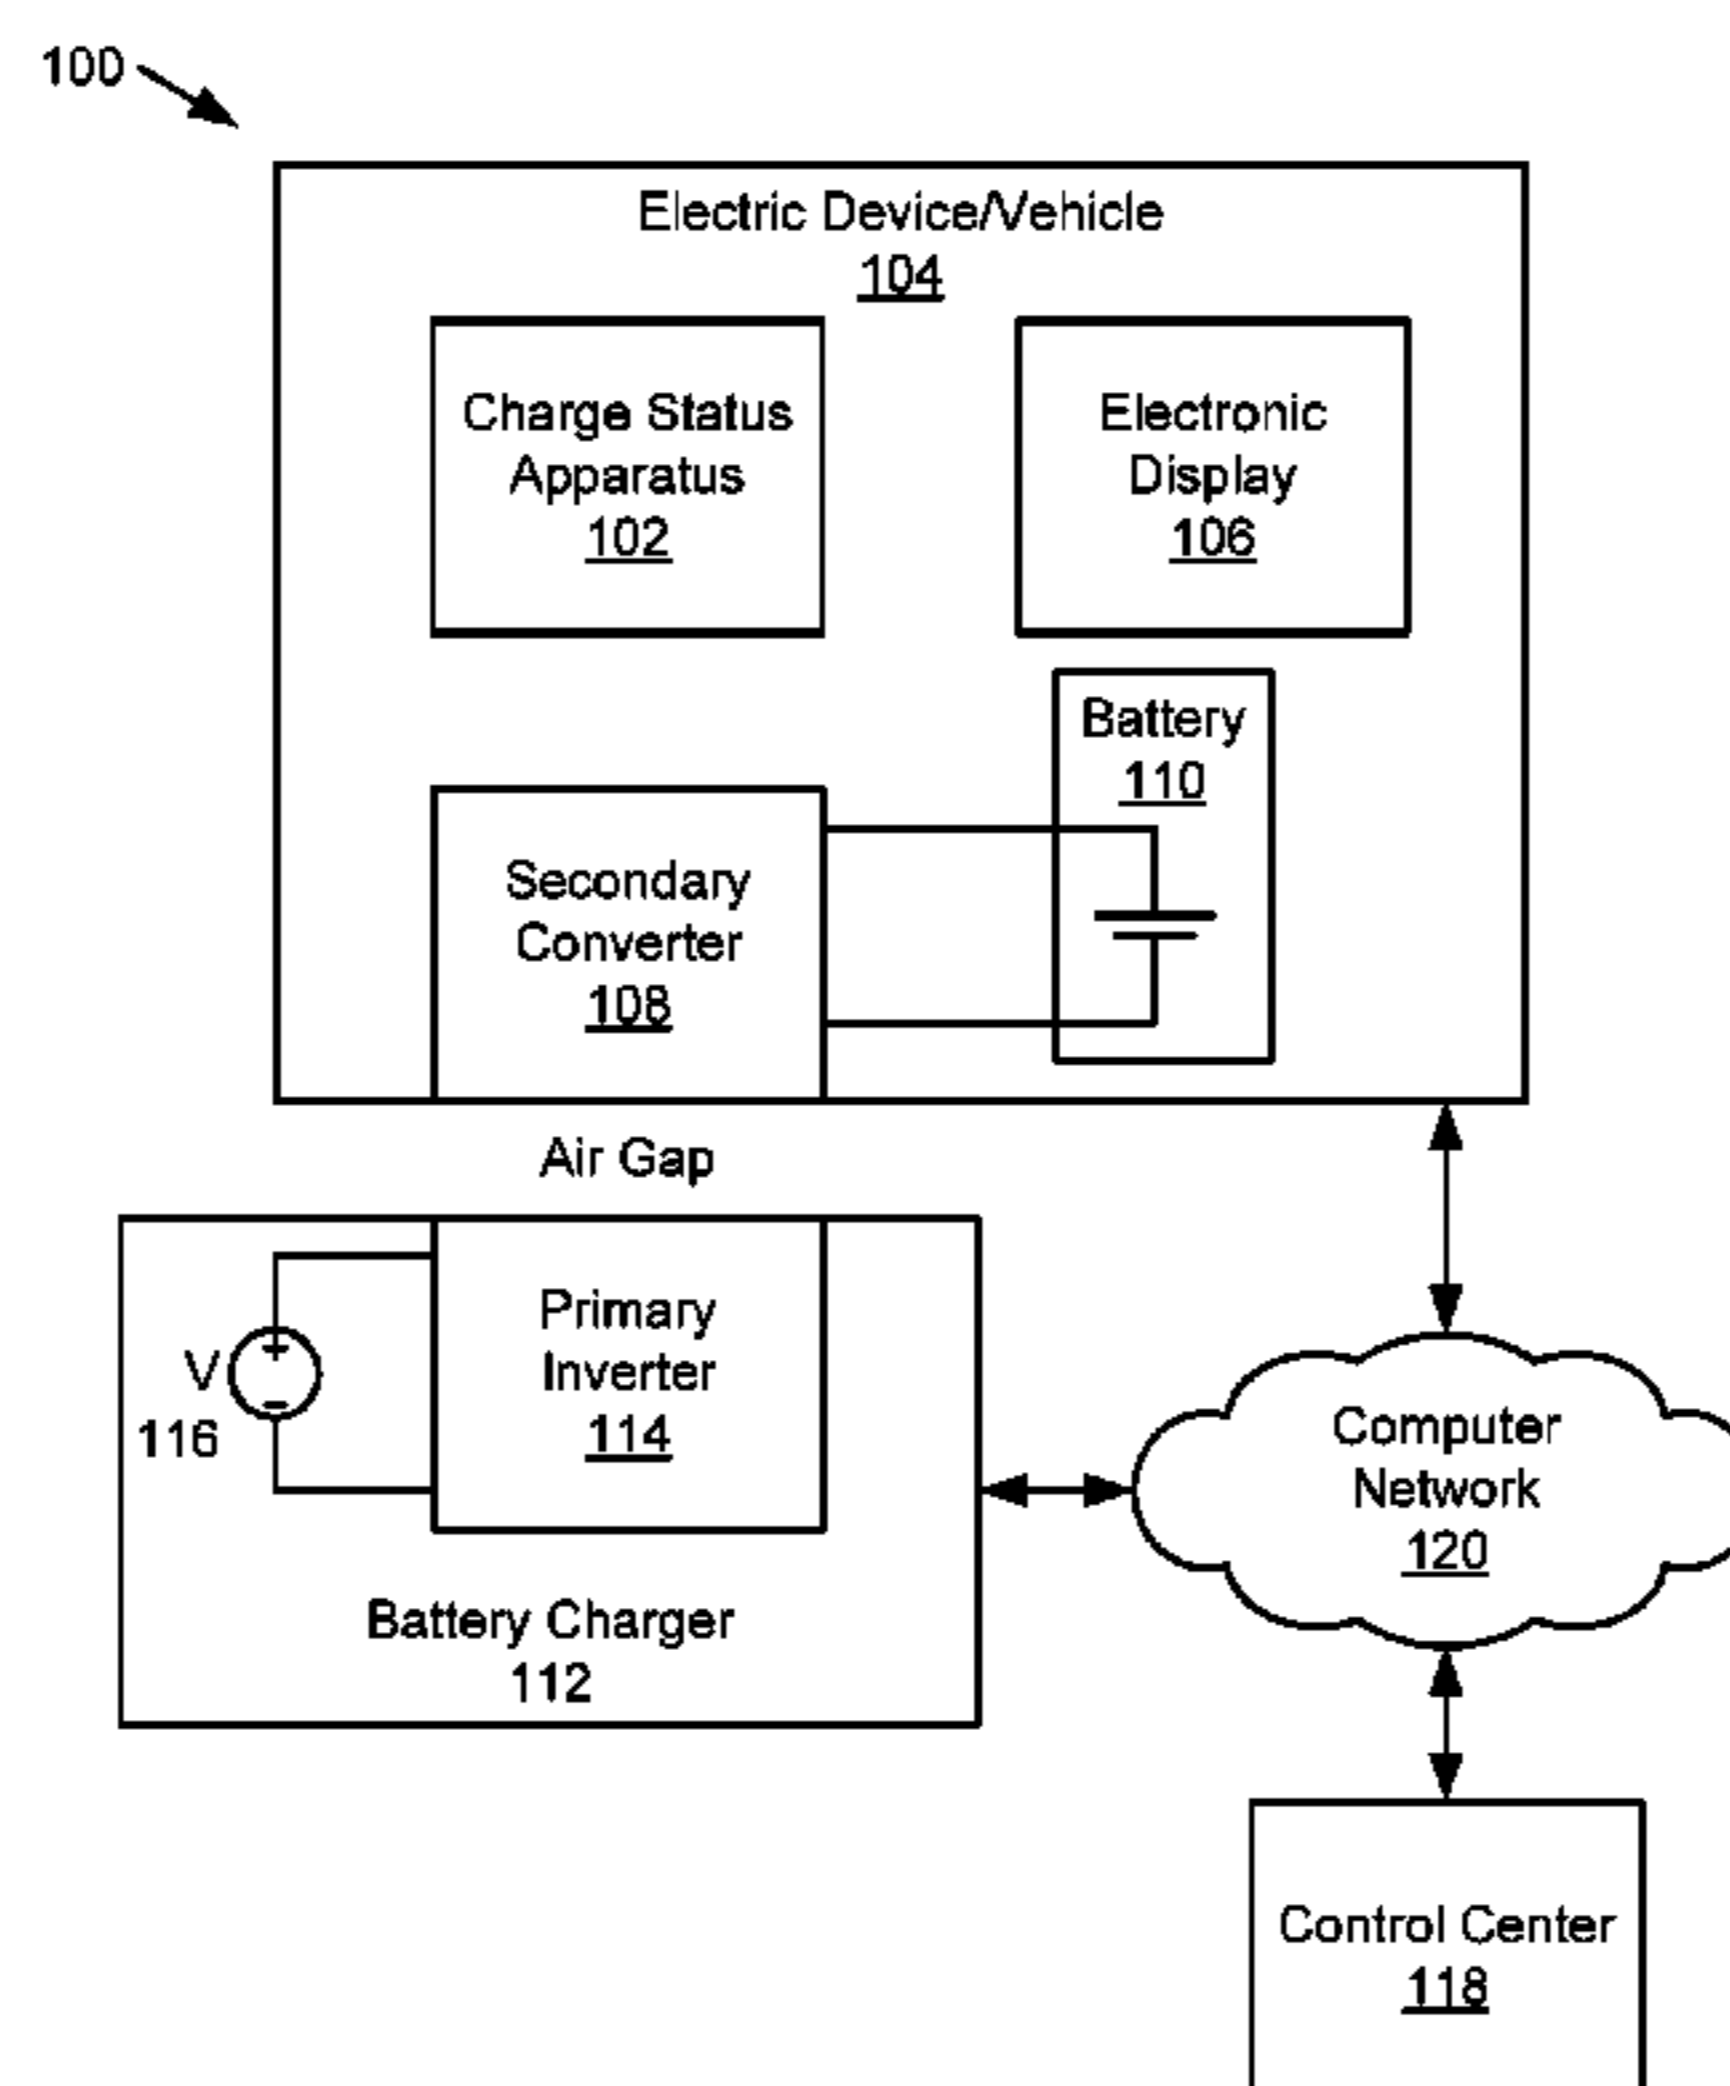 100
Electric Device/Vehicle
104
Charge Status
Apparatus
102
Electronic
Display
106
Battery
110
Secondary
Converter
108
Air Gap
Primary
Inverter
114
V
116
+
-
Battery Charger
112
Computer
Network
120
Control Center
118